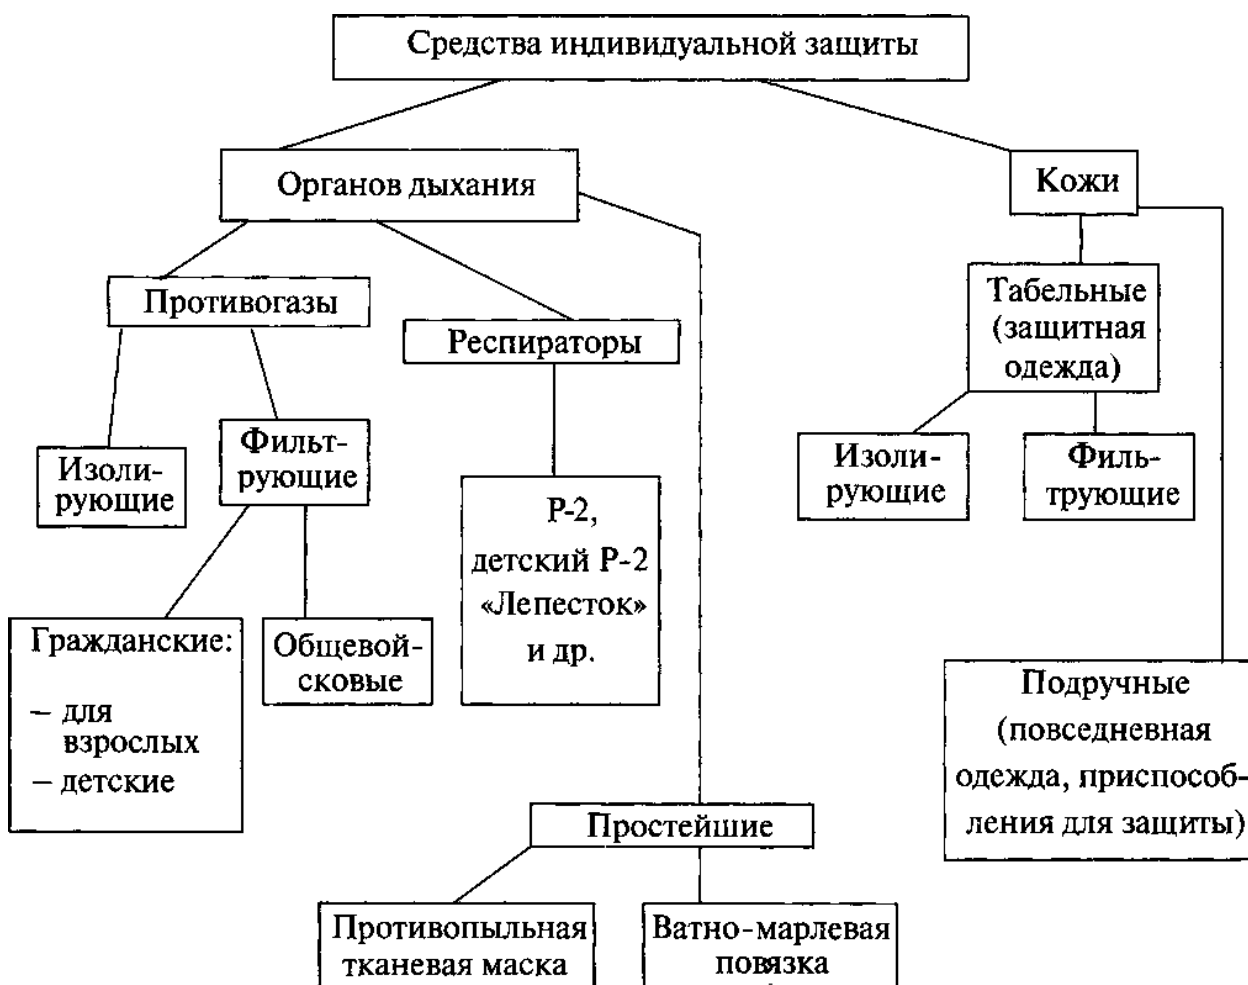 Средства индивидуальной защиты
Органов дыхания
Кожи
Противогазы
Респираторы
Табельные
(защитная
одежда)
Изоли-
рующие
Фильт-
рующие
Изоли-
рующие
Филь-
трующие
Р-2,
детский Р-2
«Лепесток»
и др.
Гражданские:
– для
взрослых
– детские
Общевой-
сковые
Подручные
(повседневная
одежда, приспособ-
ления для защиты)
Простейшие
Противопыльная
тканевая маска
Ватно-марлевая
повязка